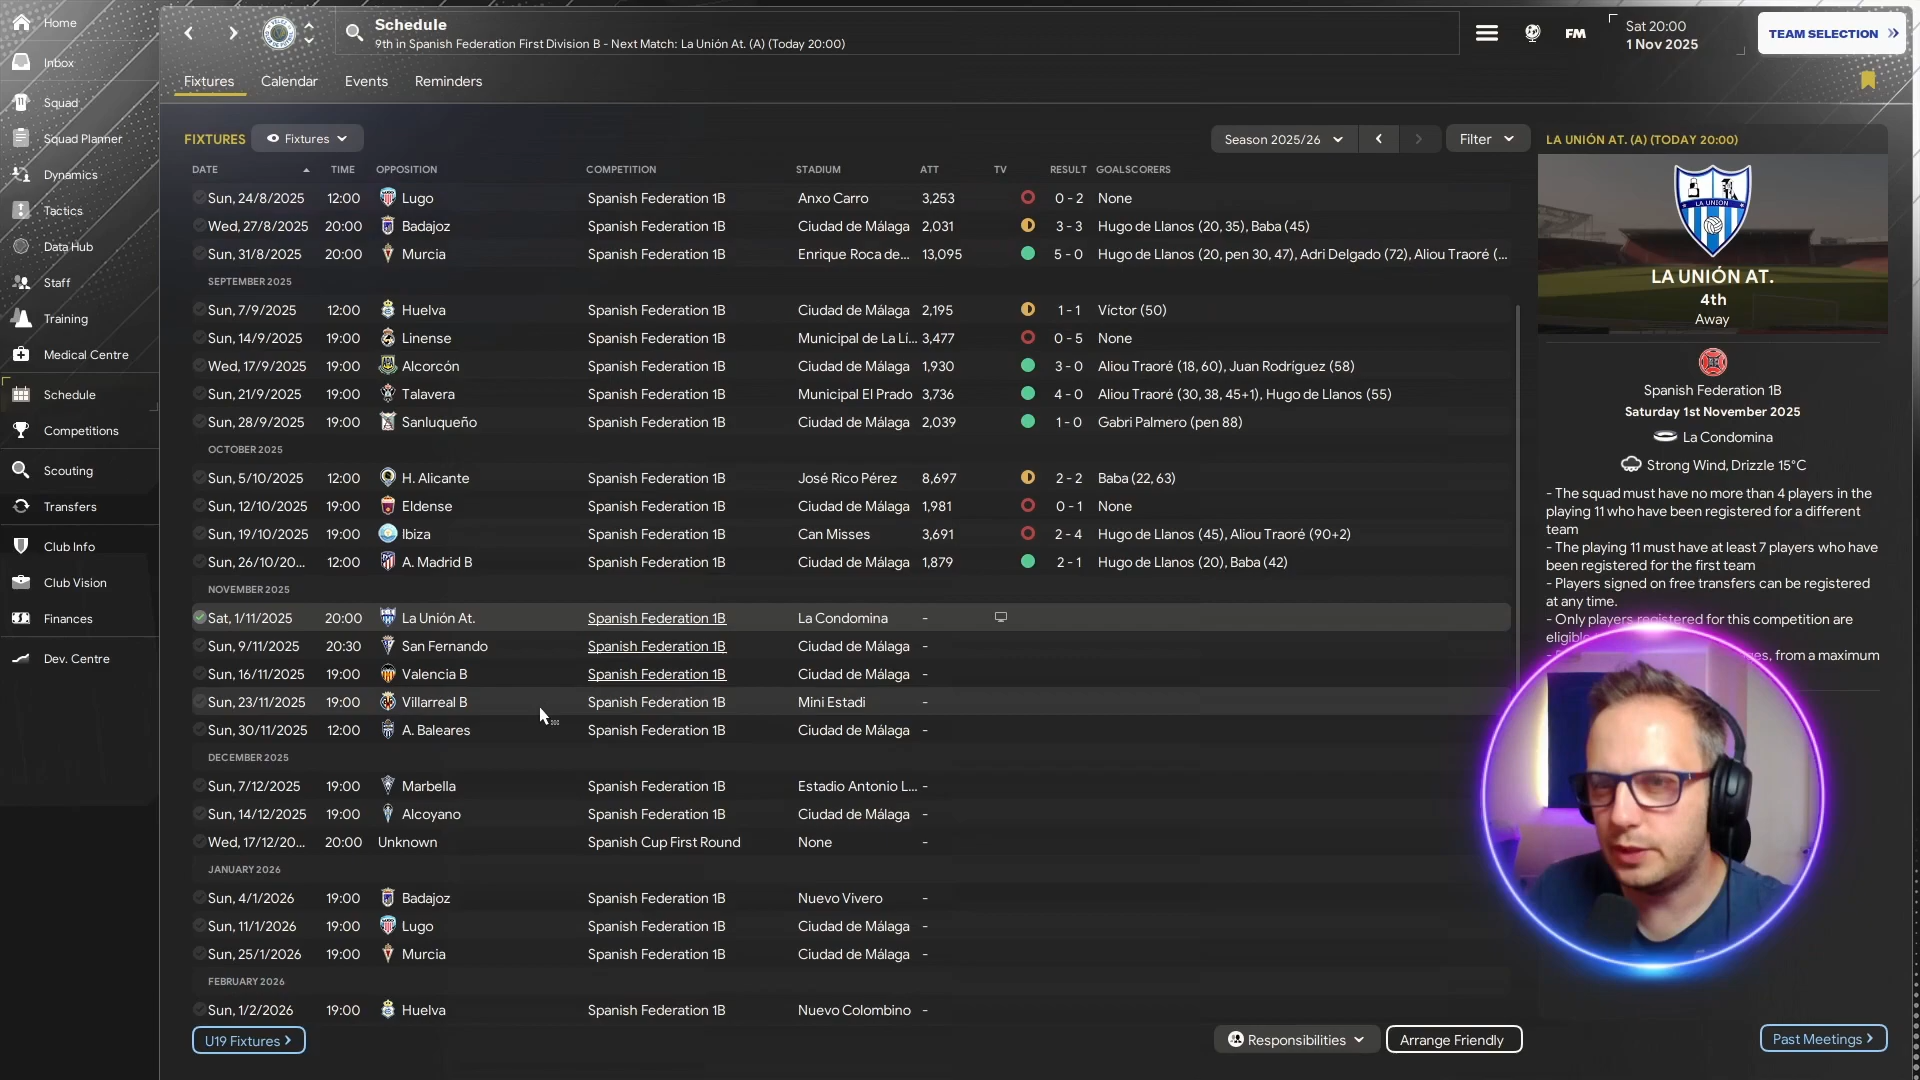 Home
Inbox
Squad
Squad Planner
Dynamics
Tactics
Data Hub
Staff
Training
Medical Centre
Schedule
Competitions
Scouting
Transfers
Club Info
Club Vision
Finances
Dev. Centre
Schedule
9th in Spanish Federation First Division B - Next Match: La Unión At. (A) (Today 20:00)
FM
Sat 20:00
1 Nov 2025
TEAM SELECTION
Fixtures Calendar Events Reminders
FIXTURES Fixtures Season 2025/26 Filter
DATE TIME OPPOSITION COMPETITION STADIUM ATT TV RESULT GOALSCORERS
Sun, 24/8/2025 12:00 Lugo Spanish Federation 1B Anxo Carro 3,253 0 - 2 None
Wed, 27/8/2025 20:00 Badajoz Spanish Federation 1B Ciudad de Málaga 2,031 3 - 3 Hugo de Llanos (20, 35), Baba (45)
Sun, 31/8/2025 20:00 Murcia Spanish Federation 1B Enrique Roca de... 13,095 5 - 0 Hugo de Llanos (20, pen 30, 47), Adri Delgado (72), Aliou Traoré (...
SEPTEMBER 2025
Sun, 7/9/2025 12:00 Huelva Spanish Federation 1B Ciudad de Málaga 2,195 1 - 1 Víctor (50)
Sun, 14/9/2025 19:00 Linense Spanish Federation 1B Municipal de La Lí... 3,477 0 - 5 None
Wed, 17/9/2025 19:00 Alcorcón Spanish Federation 1B Ciudad de Málaga 1,930 3 - 0 Aliou Traoré (18, 60), Juan Rodríguez (58)
Sun, 21/9/2025 19:00 Talavera Spanish Federation 1B Municipal El Prado 3,736 4 - 0 Aliou Traoré (30, 38, 45+1), Hugo de Llanos (55)
Sun, 28/9/2025 19:00 Sanluqueño Spanish Federation 1B Ciudad de Málaga 2,039 1 - 0 Gabri Palmero (pen 88)
OCTOBER 2025
Sun, 5/10/2025 12:00 H. Alicante Spanish Federation 1B José Rico Pérez 8,697 2 - 2 Baba (22, 63)
Sun, 12/10/2025 19:00 Eldense Spanish Federation 1B Ciudad de Málaga 1,981 0 - 1 None
Sun, 19/10/2025 19:00 Ibiza Spanish Federation 1B Can Misses 3,691 2 - 4 Hugo de Llanos (45), Aliou Traoré (90+2)
Sun, 26/10/20... 12:00 A. Madrid B Spanish Federation 1B Ciudad de Málaga 1,879 2 - 1 Hugo de Llanos (20), Baba (42)
NOVEMBER 2025
Sat, 1/11/2025 20:00 La Unión At. Spanish Federation 1B La Condomina -
Sun, 9/11/2025 20:30 San Fernando Spanish Federation 1B Ciudad de Málaga -
Sun, 16/11/2025 19:00 Valencia B Spanish Federation 1B Ciudad de Málaga -
Sun, 23/11/2025 19:00 Villarreal B Spanish Federation 1B Mini Estadi -
Sun, 30/11/2025 12:00 A. Baleares Spanish Federation 1B Ciudad de Málaga -
DECEMBER 2025
Sun, 7/12/2025 19:00 Marbella Spanish Federation 1B Estadio Antonio L... -
Sun, 14/12/2025 19:00 Alcoyano Spanish Federation 1B Ciudad de Málaga -
Wed, 17/12/20... 20:00 Unknown Spanish Cup First Round None -
JANUARY 2026
Sun, 4/1/2026 19:00 Badajoz Spanish Federation 1B Nuevo Vivero -
Sun, 11/1/2026 19:00 Lugo Spanish Federation 1B Ciudad de Málaga -
Sun, 25/1/2026 19:00 Murcia Spanish Federation 1B Ciudad de Málaga -
FEBRUARY 2026
Sun, 1/2/2026 19:00 Huelva Spanish Federation 1B Nuevo Colombino -
U19 Fixtures Responsibilities Arrange Friendly
LA UNIÓN AT. (A) (TODAY 20:00)
LA UNION
LA UNIÓN AT.
4th
Away
Spanish Federation 1B
Saturday 1st November 2025
La Condomina
Strong Wind, Drizzle 15°C
- The squad must have no more than 4 players in the
playing 11 who have been registered for a different
team
- The playing 11 must have at least 7 players who have
been registered for the first team
- Players signed on free transfers can be registered
at any time.
- Only players registered for this competition are
from a maximum
Past Meetings